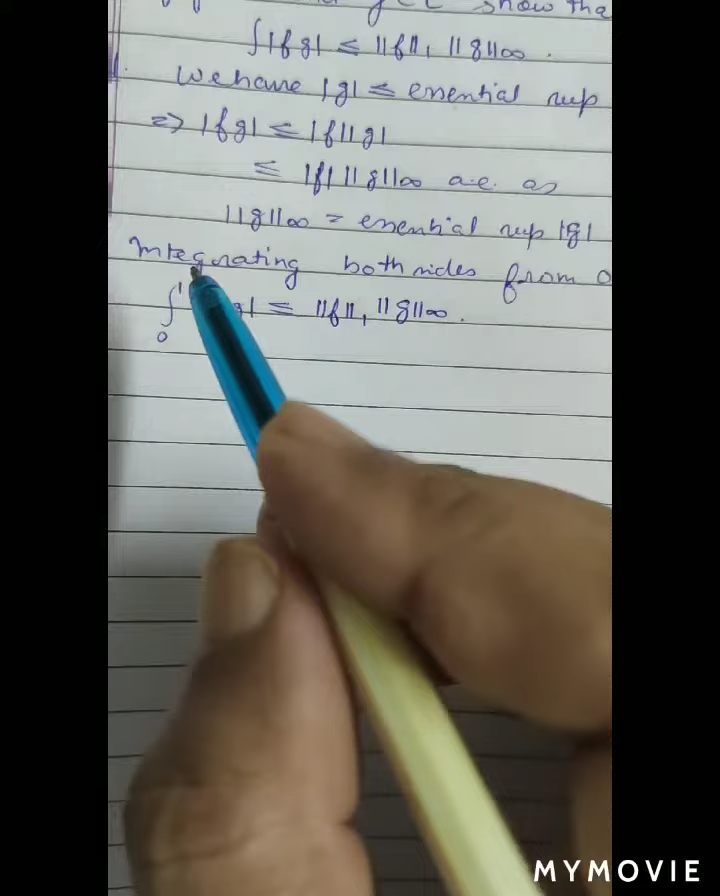 show tha
∫|fg| ≤ ||f||₁ ||g||∞.
We have |g| ≤ essential sup
=> |fg| ≤ |f||g|
≤ |f| ||g||∞ a.e. as
||g||∞ = essential sup |g|
Integrating both sides from 0
∫₀¹ g| ≤ ||f||₁ ||g||∞.
MYMOVIE